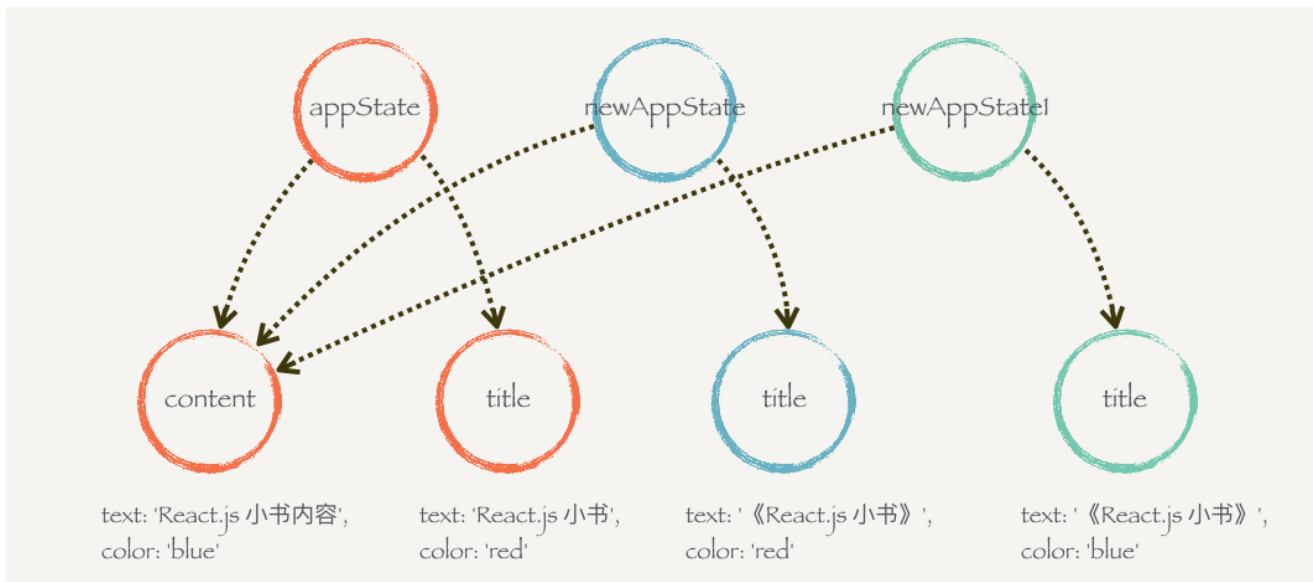 appState
newAppState
newAppState1
content
title
title
title
text: 'React.js 小书内容',
color: 'blue'
text: 'React.js 小书',
color: 'red'
text: '《React.js 小书》',
color: 'red'
text: '《React.js 小书》',
color: 'blue'